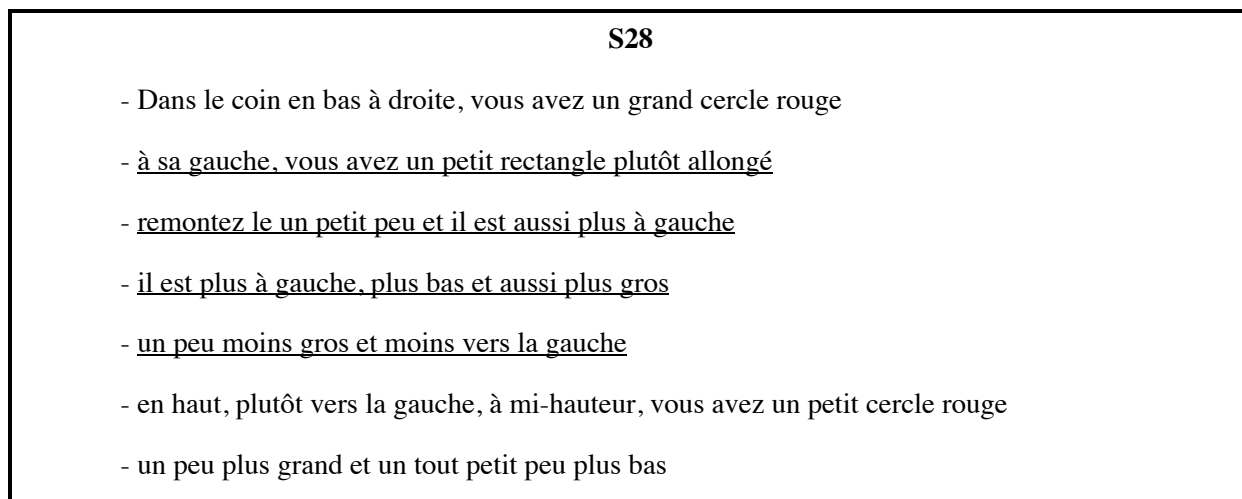 S28
- Dans le coin en bas à droite, vous avez un grand cercle rouge
- à sa gauche, vous avez un petit rectangle plutôt allongé
- remontez le un petit peu et il est aussi plus à gauche
- il est plus à gauche, plus bas et aussi plus gros
- un peu moins gros et moins vers la gauche
- en haut, plutôt vers la gauche, à mi-hauteur, vous avez un petit cercle rouge
- un peu plus grand et un tout petit peu plus bas